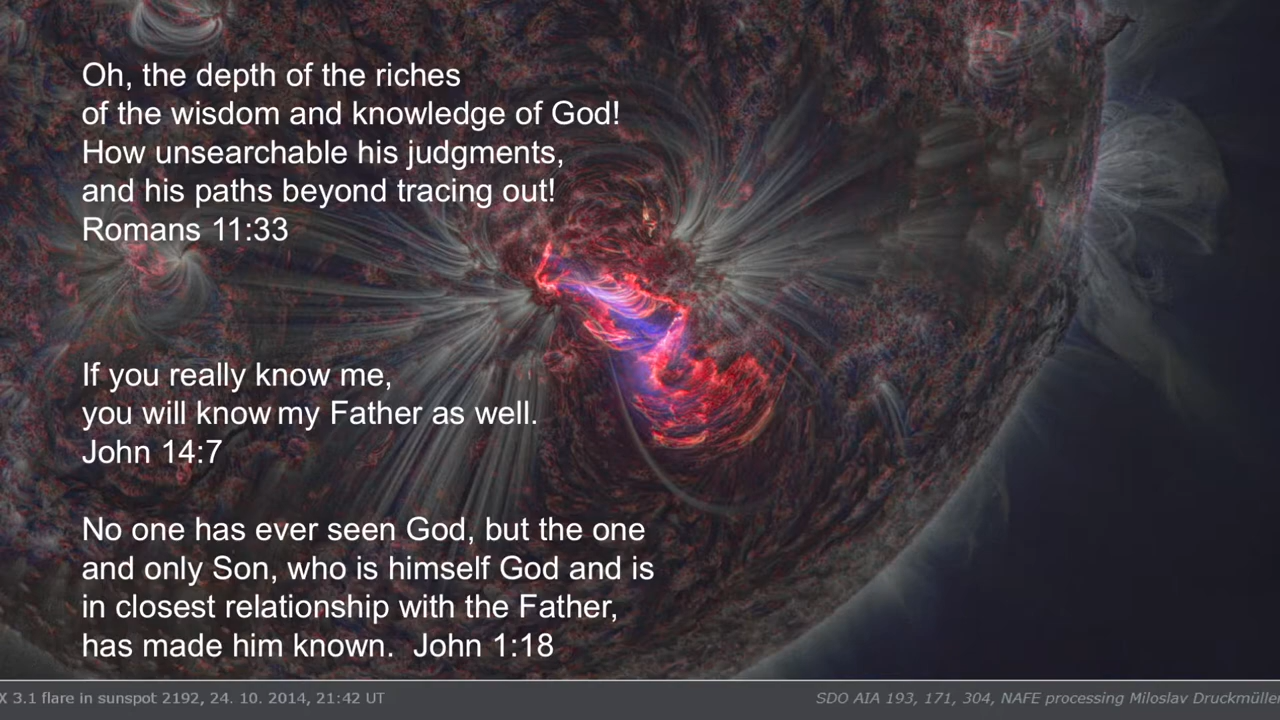 Oh, the depth of the riches
of the wisdom and knowledge of God!
How unsearchable his judgments,
and his paths beyond tracing out!
Romans 11:33
If you really know me,
you will know my Father as well.
John 14:7
No one has ever seen God, but the one
and only Son, who is himself God and is
in closest relationship with the Father,
has made him known.  John 1:18
X 3.1 flare in sunspot 2192, 24. 10. 2014, 21:42 UT
SDO AIA 193, 171, 304, NAFE processing Miloslav Druckmüller